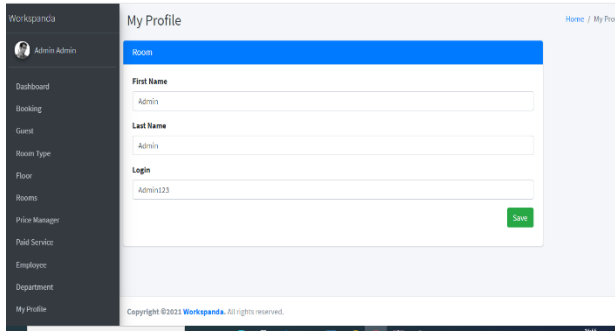 Workspanda
Admin Admin
Dashboard
Booking
Guest
Room Type
Floor
Rooms
Price Manager
Paid Service
Employee
Department
My Profile
My Profile
Home / My Pro
Room
First Name
Admin
Last Name
Admin
Login
Admin123
Save
Copyright ©2021 Workspanda. All rights reserved.